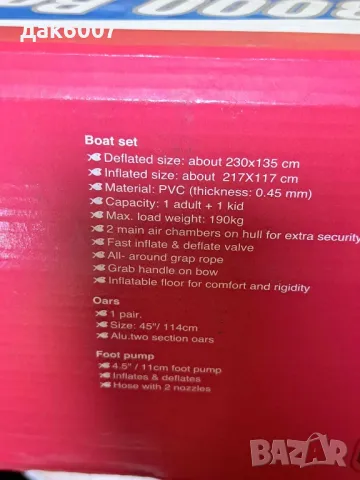 дак6007
3000 B
Boat set
Deflated size: about 230x135 cm
Inflated size: about 217X117 cm
Material: PVC (thickness: 0.45 mm)
Capacity: 1 adult + 1 kid
Max. load weight: 190kg
2 main air chambers on hull for extra security
Fast inflate & deflate valve
All- around grap rope
Grab handle on bow
Inflatable floor for comfort and rigidity
Oars
1 pair.
Size: 45"/ 114cm
Alu.two section oars
Foot pump
4.5" / 11cm foot pump
Inflates & deflates
Hose with 2 nozzles
BAZAR
bg